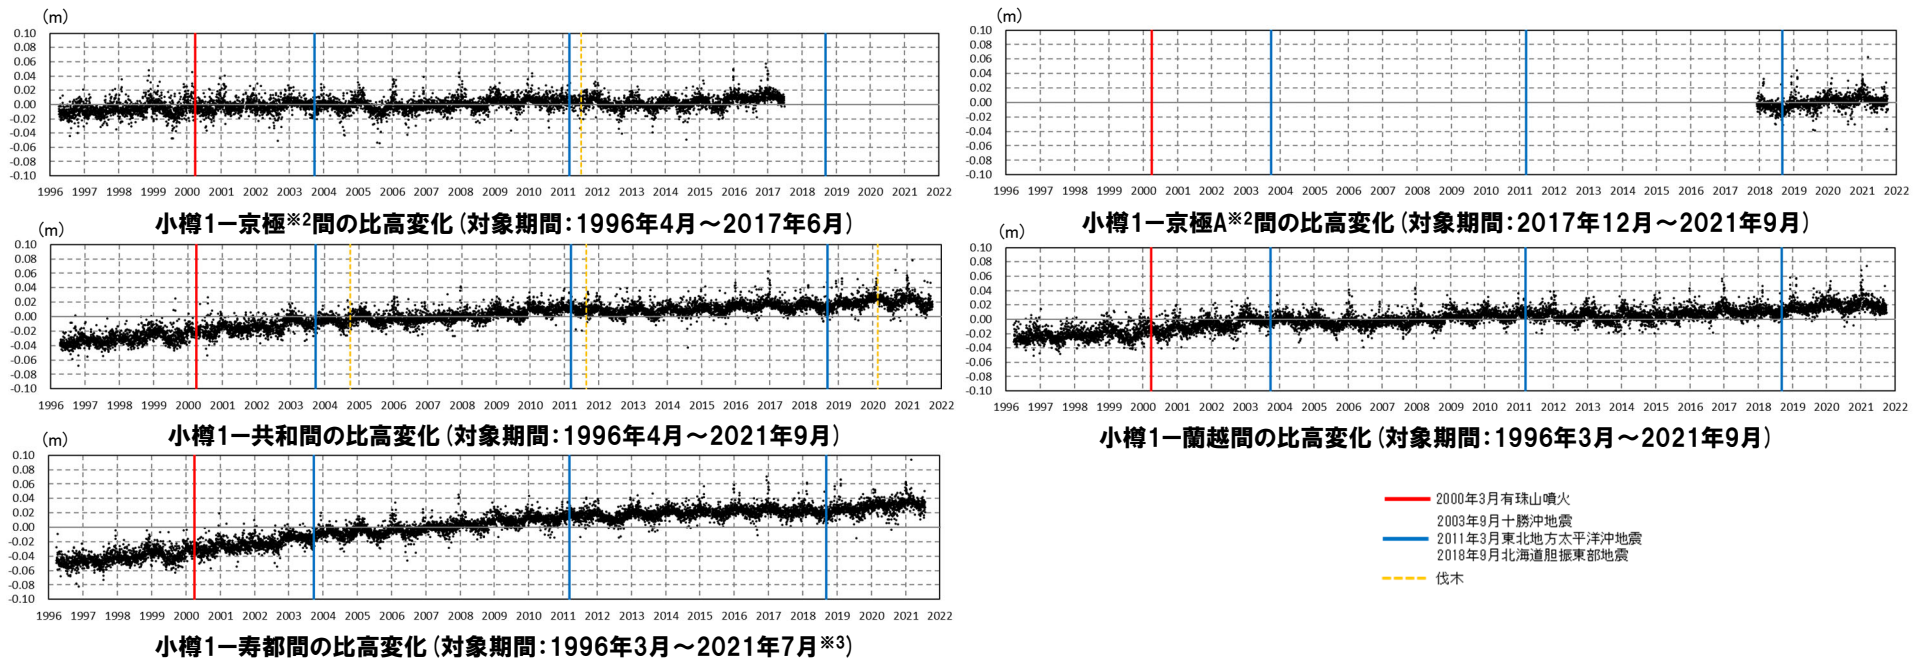 (m)
0.10
0.08
0.06
0.04
0.02
0.00
-0.02
-0.04
-0.06
-0.08
-0.10
1996 1997 1998 1999 2000 2001 2002 2003 2004 2005 2006 2007 2008 2009 2010 2011 2012 2013 2014 2015 2016 2017 2018 2019 2020 2021 2022
小樽1ー京極※2間の比高変化(対象期間:1996年4月～2017年6月)
(m)
0.10
0.08
0.06
0.04
0.02
0.00
-0.02
-0.04
-0.06
-0.08
-0.10
1996 1997 1998 1999 2000 2001 2002 2003 2004 2005 2006 2007 2008 2009 2010 2011 2012 2013 2014 2015 2016 2017 2018 2019 2020 2021 2022
小樽1ー京極A※2間の比高変化(対象期間:2017年12月～2021年9月)
(m)
0.10
0.08
0.06
0.04
0.02
0.00
-0.02
-0.04
-0.06
-0.08
-0.10
1996 1997 1998 1999 2000 2001 2002 2003 2004 2005 2006 2007 2008 2009 2010 2011 2012 2013 2014 2015 2016 2017 2018 2019 2020 2021 2022
小樽1ー共和間の比高変化(対象期間:1996年4月～2021年9月)
(m)
0.10
0.08
0.06
0.04
0.02
0.00
-0.02
-0.04
-0.06
-0.08
-0.10
1996 1997 1998 1999 2000 2001 2002 2003 2004 2005 2006 2007 2008 2009 2010 2011 2012 2013 2014 2015 2016 2017 2018 2019 2020 2021 2022
小樽1ー蘭越間の比高変化(対象期間:1996年3月～2021年9月)
(m)
0.10
0.08
0.06
0.04
0.02
0.00
-0.02
-0.04
-0.06
-0.08
-0.10
1996 1997 1998 1999 2000 2001 2002 2003 2004 2005 2006 2007 2008 2009 2010 2011 2012 2013 2014 2015 2016 2017 2018 2019 2020 2021 2022
小樽1ー寿都間の比高変化(対象期間:1996年3月～2021年7月※3)
2000年3月有珠山噴火
2003年9月十勝沖地震
2011年3月東北地方太平洋沖地震
2018年9月北海道胆振東部地震
伐木